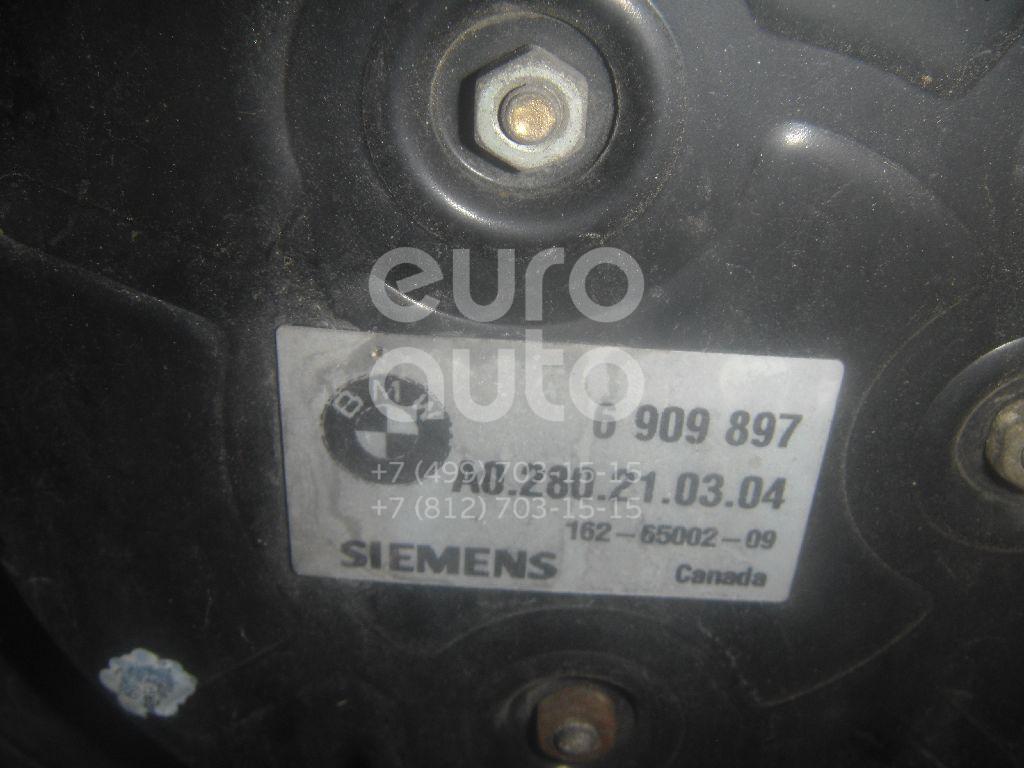 euro
auto
BMW
6 909 897
+7 (499) 703-15-15
A0.280.21.03.04
+7 (812) 703-15-15
162-65002-09
SIEMENS
Canada